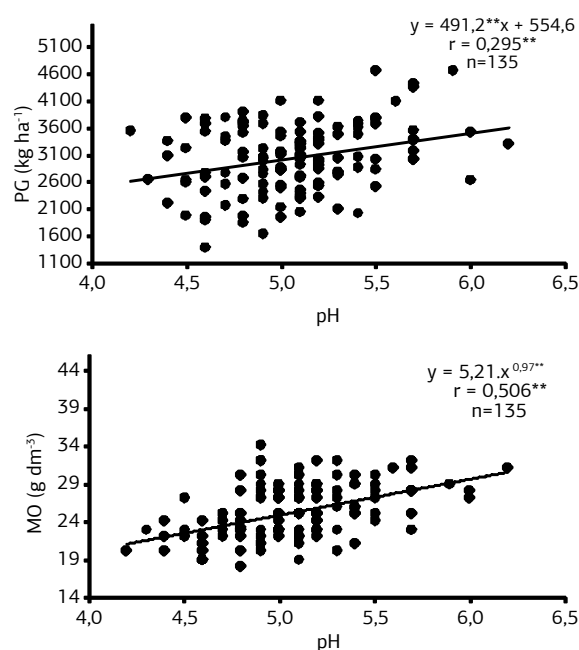 y = 491,2**x + 554,6
r = 0,295**
n=135
PG (kg ha⁻¹)
5100
4600
4100
3600
3100
2600
2100
1600
1100
4,0 4,5 5,0 5,5 6,0 6,5
pH
y = 5,21.x^0,97**
r = 0,506**
n=135
MO (g dm⁻³)
44
39
34
29
24
19
14
4,0 4,5 5,0 5,5 6,0 6,5
pH